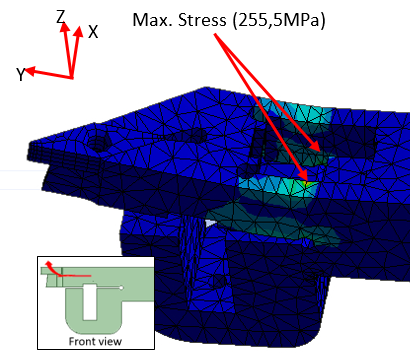 Max. Stress (255,5MPa)
Z
X
Y
Front view